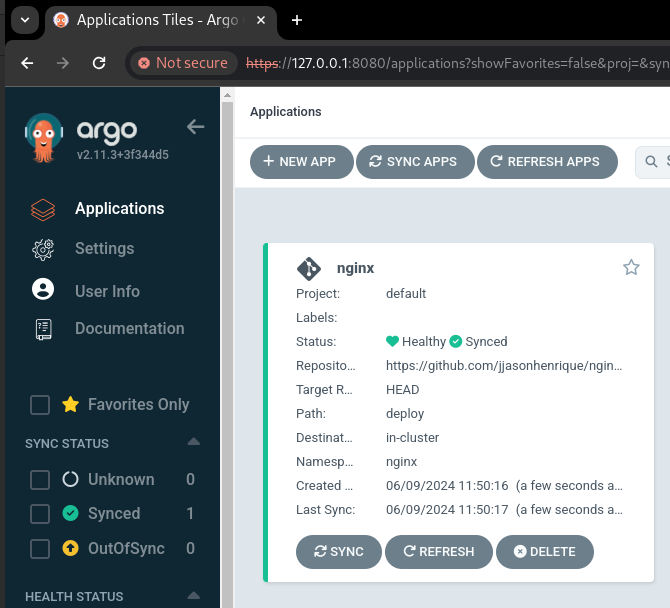 Applications Tiles - Argo
Not secure https://127.0.0.1:8080/applications?showFavorites=false&proj=&syn
argo
v2.11.3+3f344d5
Applications
Settings
User Info
Documentation
Favorites Only
SYNC STATUS
Unknown 0
Synced 1
OutOfSync 0
HEALTH STATUS
Applications
+ NEW APP SYNC APPS REFRESH APPS
nginx
Project: default
Labels:
Status: Healthy Synced
Reposito... https://github.com/jjasonhenrique/ngin...
Target R... HEAD
Path: deploy
Destinat... in-cluster
Namesp... nginx
Created ... 06/09/2024 11:50:16 (a few seconds a...
Last Sync: 06/09/2024 11:50:17 (a few seconds a...
SYNC REFRESH DELETE